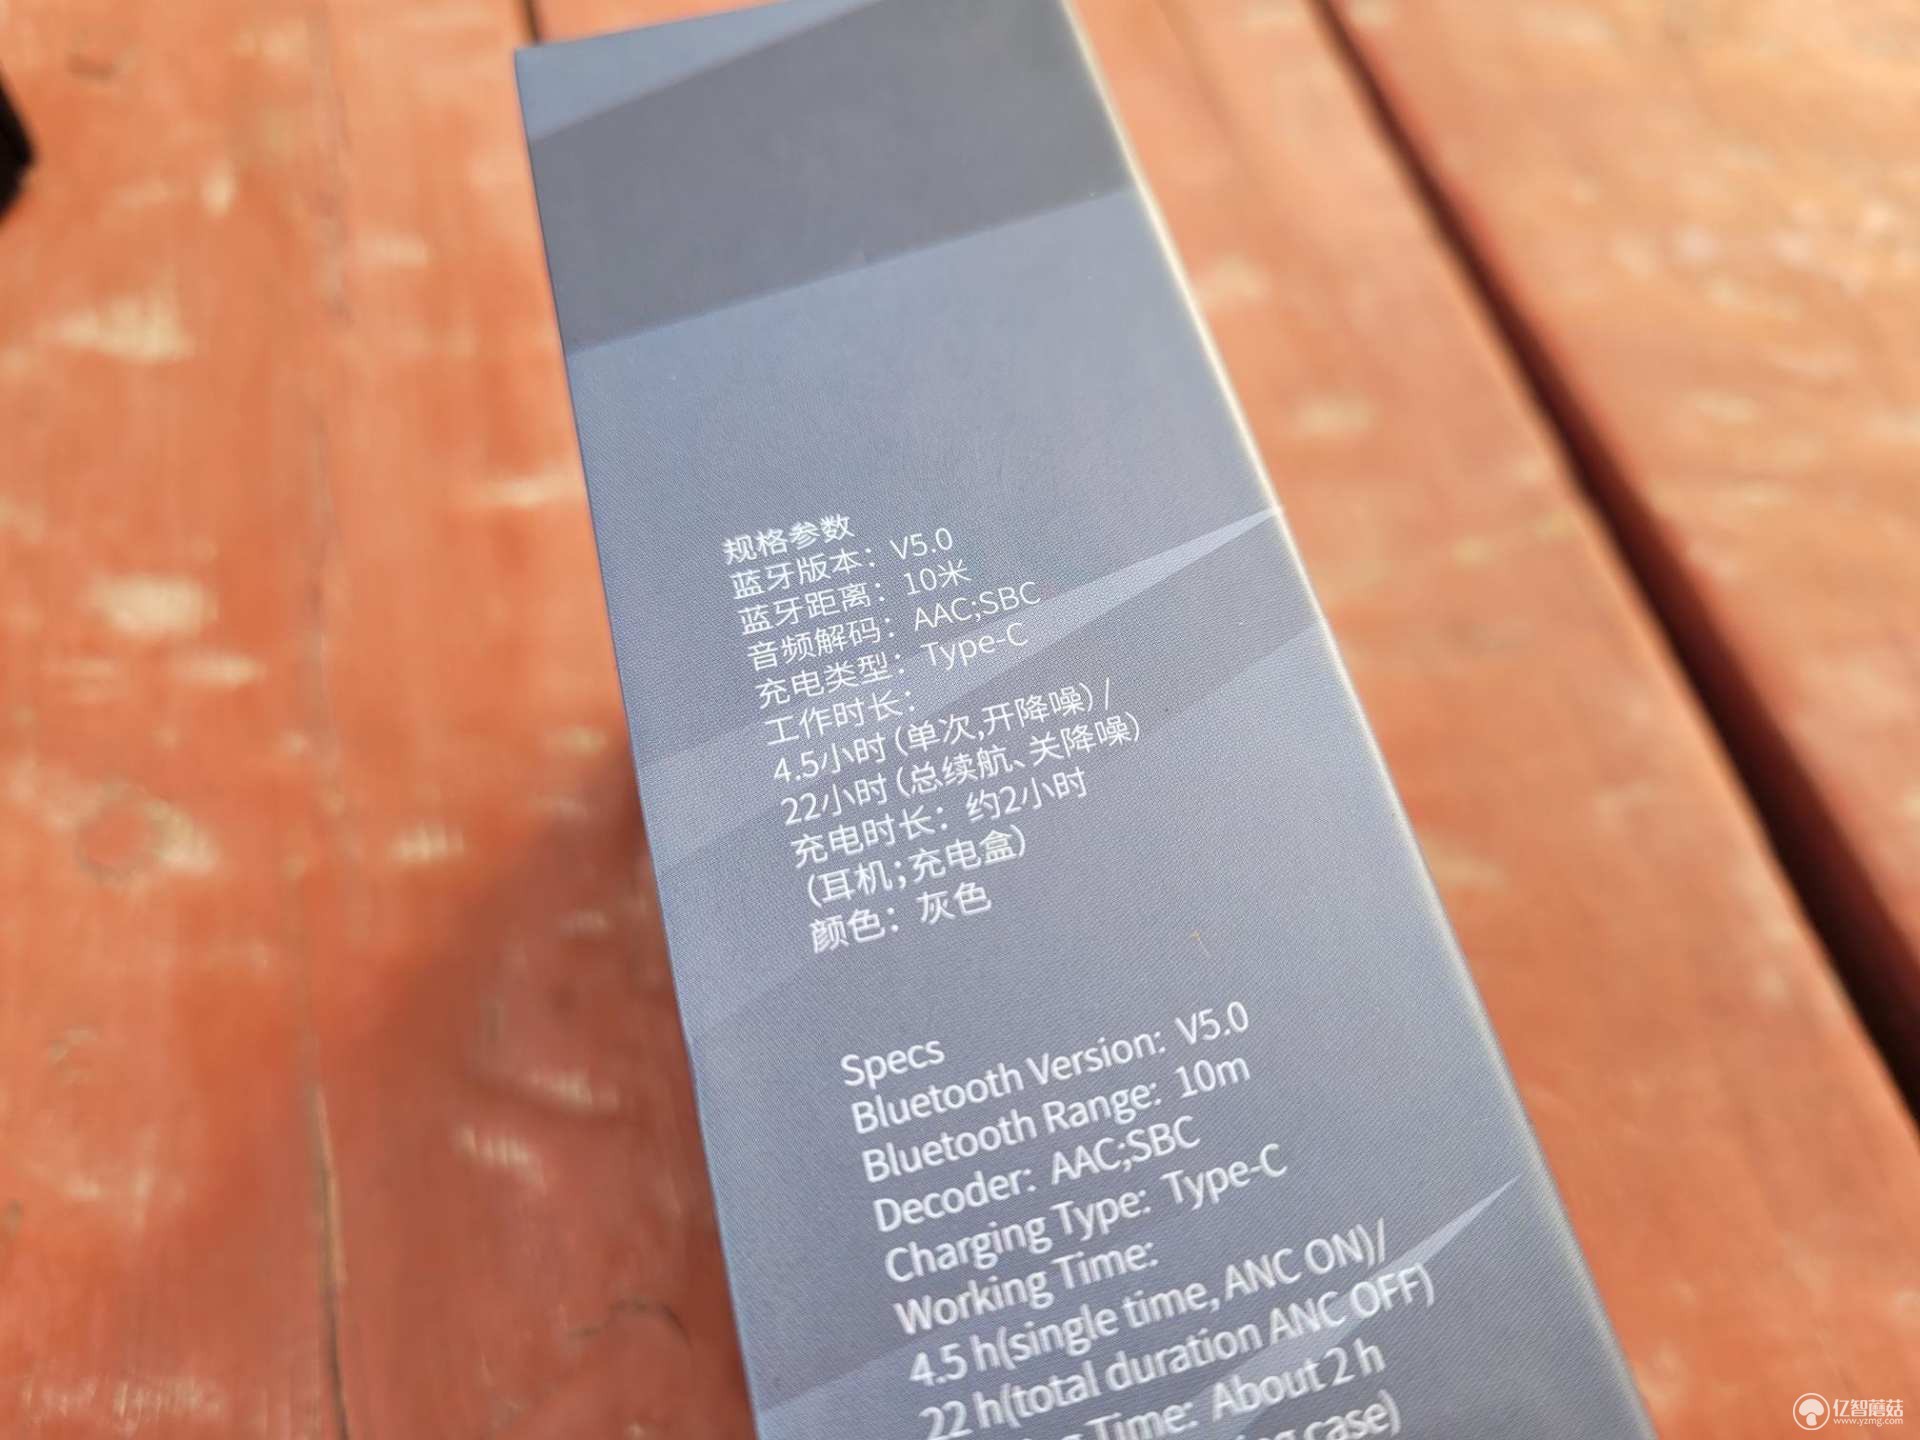 规格参数
蓝牙版本：V5.0
蓝牙距离：10米
音频解码：AAC;SBC
充电类型：Type-C
工作时长：
4.5小时(单次,开降噪)/
22小时(总续航、关降噪)
充电时长：约2小时
(耳机;充电盒)
颜色：灰色
Specs
Bluetooth Version: V5.0
Bluetooth Range: 10m
Decoder: AAC;SBC
Charging Type: Type-C
Working Time:
4.5 h(single time, ANC ON)/
22 h(total duration ANC OFF)
Time: About 2 h
case)
亿智蘑菇
www.yzmg.com